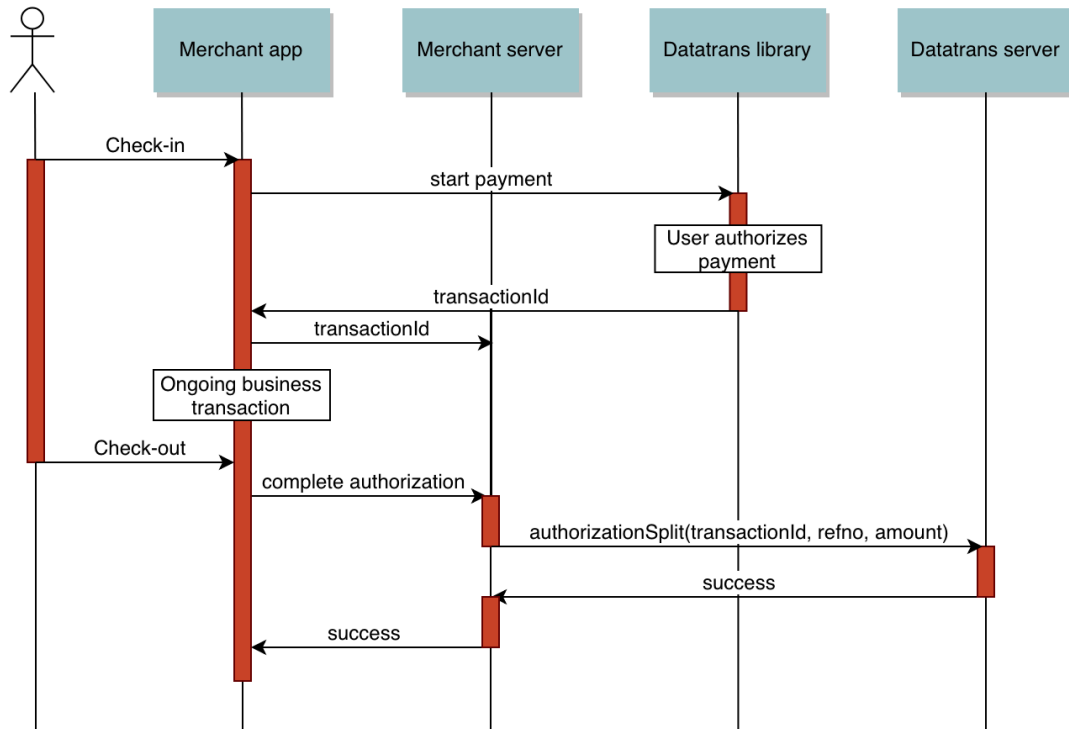 Merchant app
Merchant server
Datatrans library
Datatrans server
Check-in
start payment
User authorizes
payment
transactionId
transactionId
Ongoing business
transaction
Check-out
complete authorization
authorizationSplit(transactionId, refno, amount)
success
success